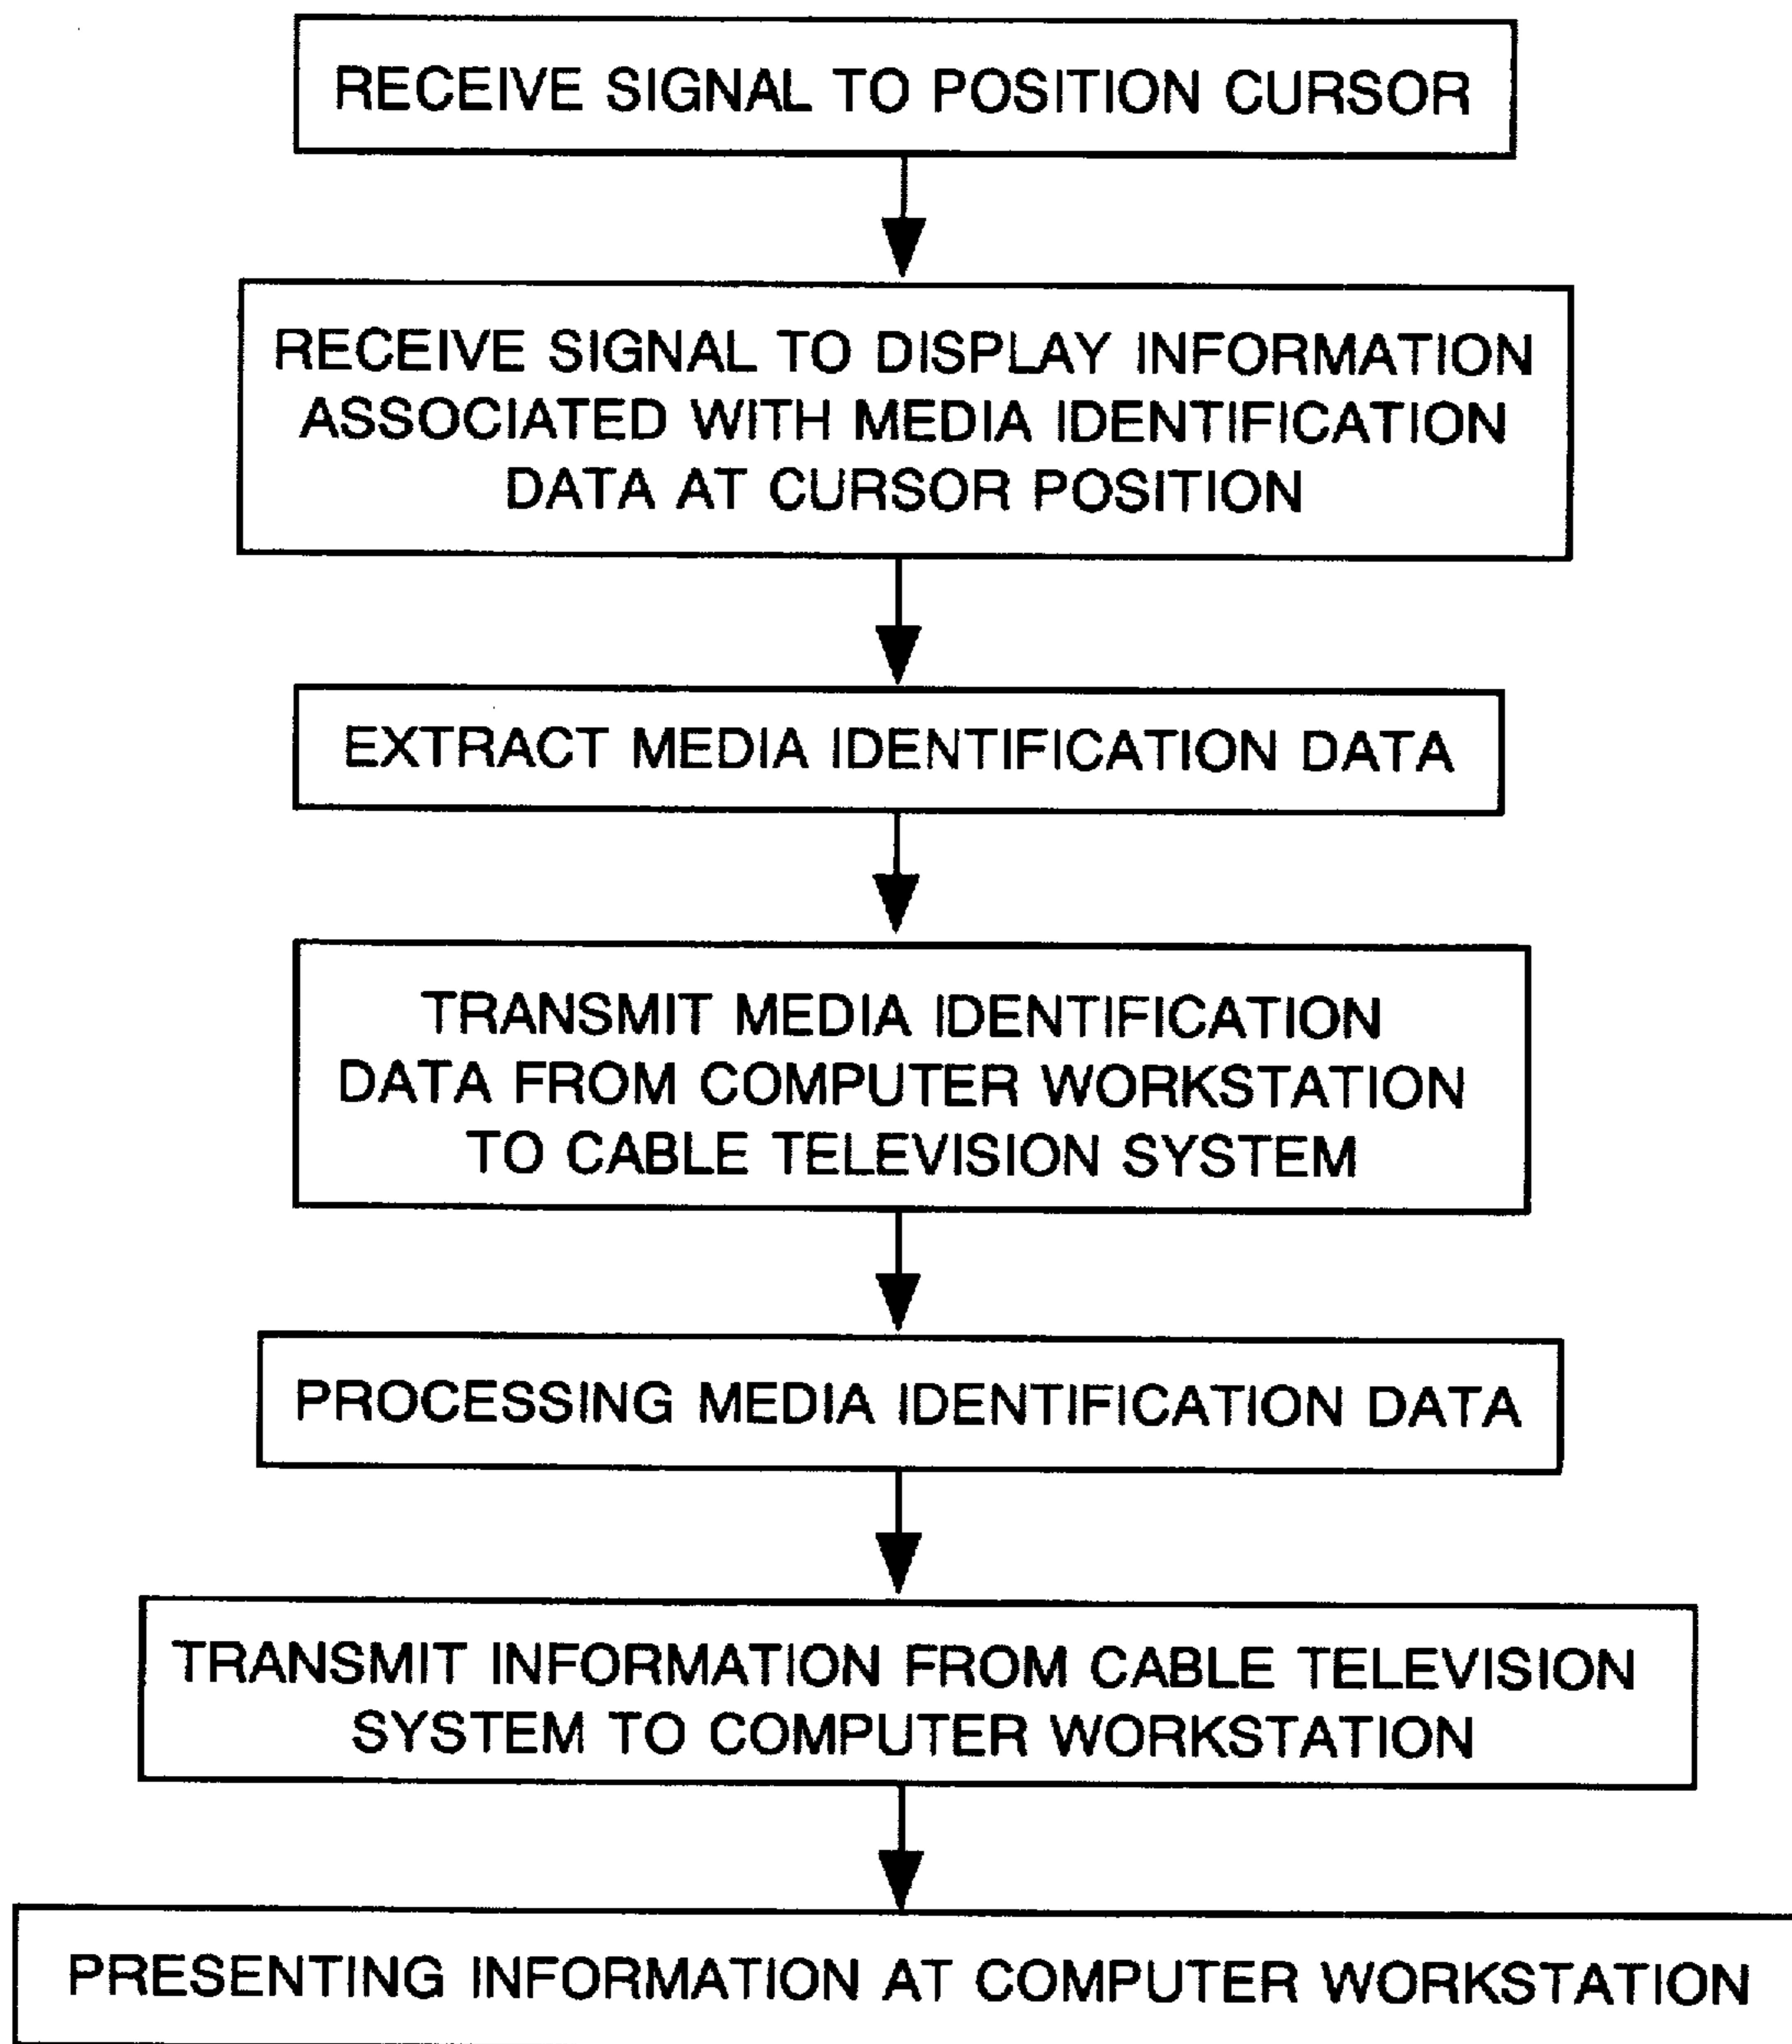 RECEIVE SIGNAL TO POSITION CURSOR
RECEIVE SIGNAL TO DISPLAY INFORMATION
ASSOCIATED WITH MEDIA IDENTIFICATION
DATA AT CURSOR POSITION
EXTRACT MEDIA IDENTIFICATION DATA
TRANSMIT MEDIA IDENTIFICATION
DATA FROM COMPUTER WORKSTATION
TO CABLE TELEVISION SYSTEM
PROCESSING MEDIA IDENTIFICATION DATA
TRANSMIT INFORMATION FROM CABLE TELEVISION
SYSTEM TO COMPUTER WORKSTATION
PRESENTING INFORMATION AT COMPUTER WORKSTATION